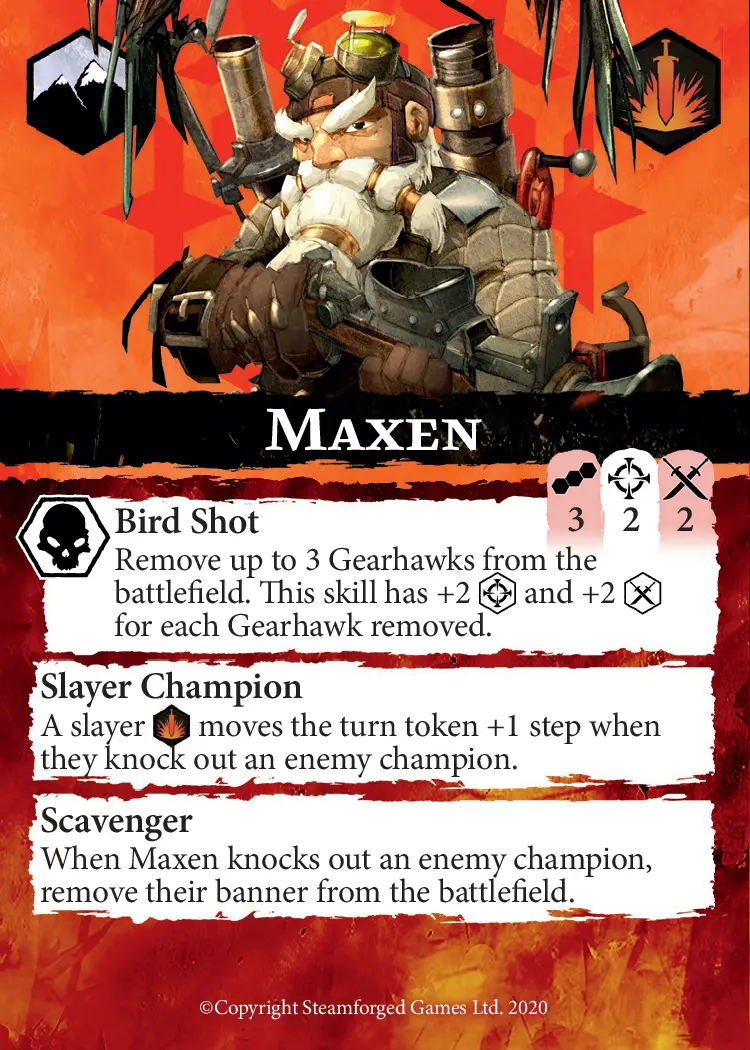 MAXEN
3 2 2
Bird Shot
Remove up to 3 Gearhawks from the
battlefield. This skill has +2 and +2
for each Gearhawk removed.
Slayer Champion
A slayer moves the turn token +1 step when
they knock out an enemy champion.
Scavenger
When Maxen knocks out an enemy champion,
remove their banner from the battlefield.
©Copyright Steamforged Games Ltd. 2020